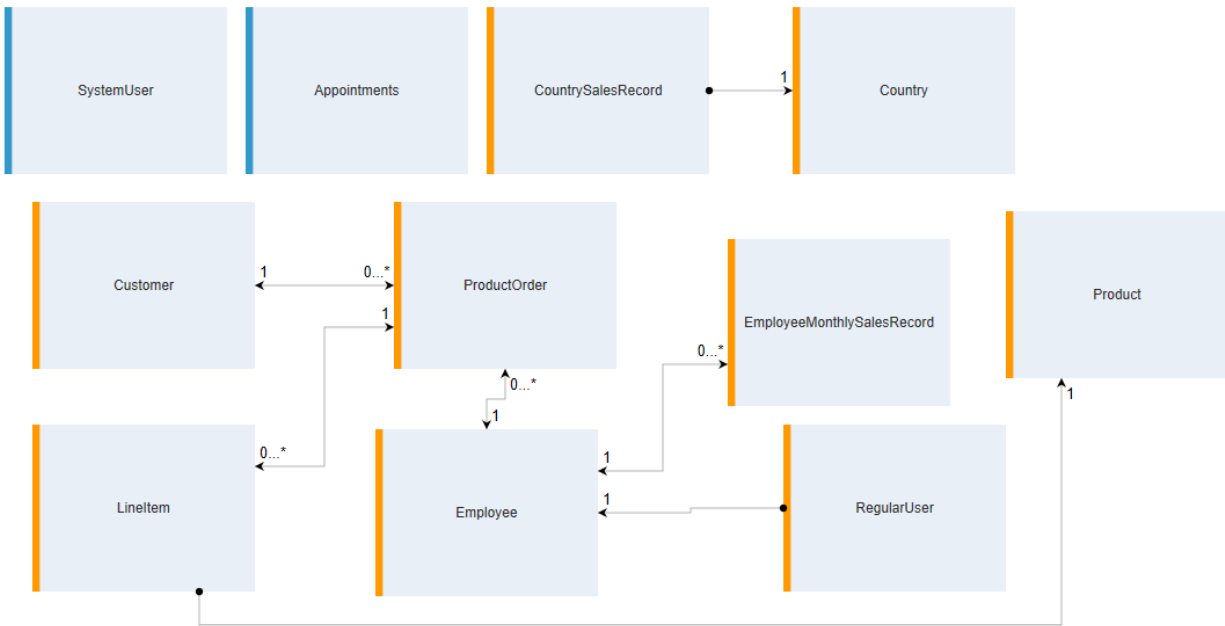 SystemUser
Appointments
CountrySalesRecord
1
Country
Customer
1
0...*
ProductOrder
1
EmployeeMonthlySalesRecord
0...*
Product
1
0...*
1
LineItem
0...*
Employee
1
1
RegularUser